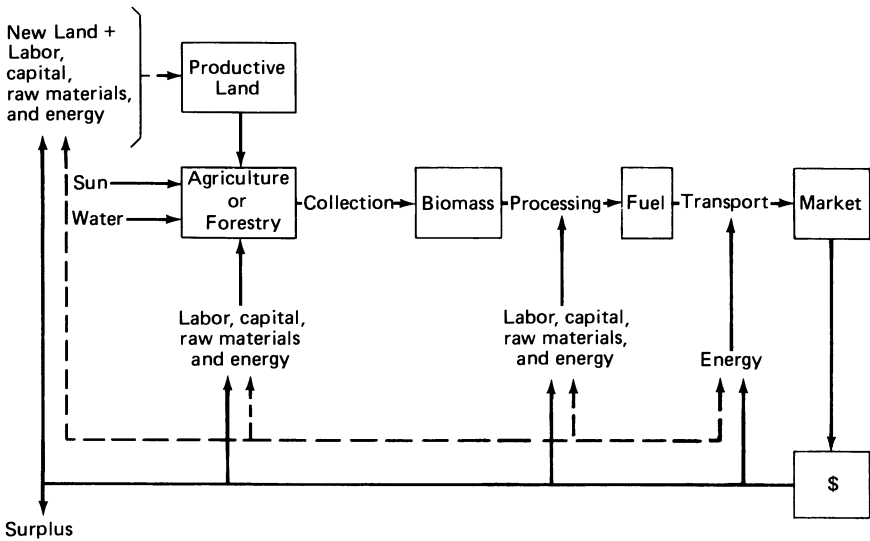 New Land +
Labor,
capital,
raw materials,
and energy
Productive
Land
Sun
Water
Agriculture
or
Forestry
Collection
Biomass
Processing
Fuel
Transport
Market
Labor, capital,
raw materials
and energy
Labor, capital,
raw materials,
and energy
Energy
$
Surplus